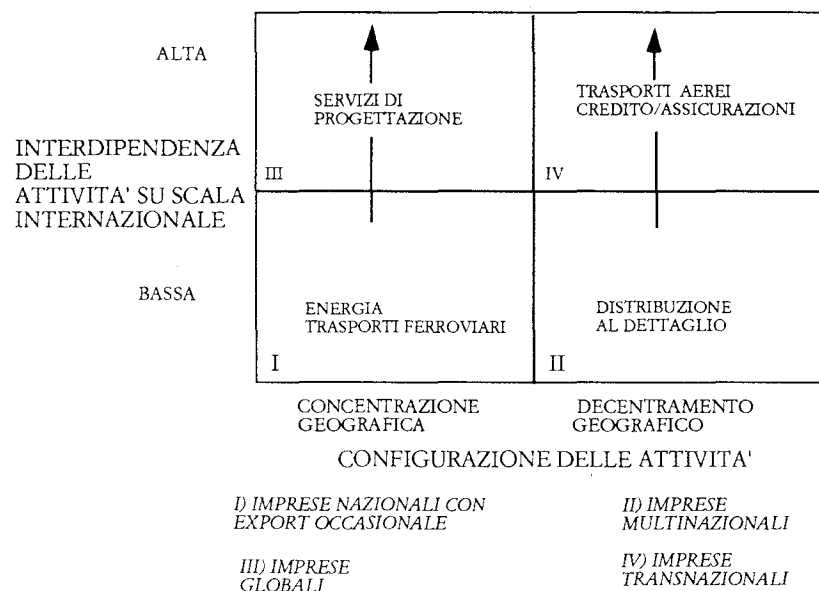 ALTA
SERVIZI DI
PROGETTAZIONE
TRASPORTI AEREI
CREDITO/ASSICURAZIONI
INTERDIPENDENZA
DELLE
ATTIVITA' SU SCALA
INTERNAZIONALE
III
IV
BASSA
ENERGIA
TRASPORTI FERROVIARI
DISTRIBUZIONE
AL DETTAGLIO
I
II
CONCENTRAZIONE
GEOGRAFICA
DECENTRAMENTO
GEOGRAFICO
CONFIGURAZIONE DELLE ATTIVITA'
I) IMPRESE NAZIONALI CON
EXPORT OCCASIONALE
II) IMPRESE
MULTINAZIONALI
III) IMPRESE
GLOBALI
IV) IMPRESE
TRANSNAZIONALI